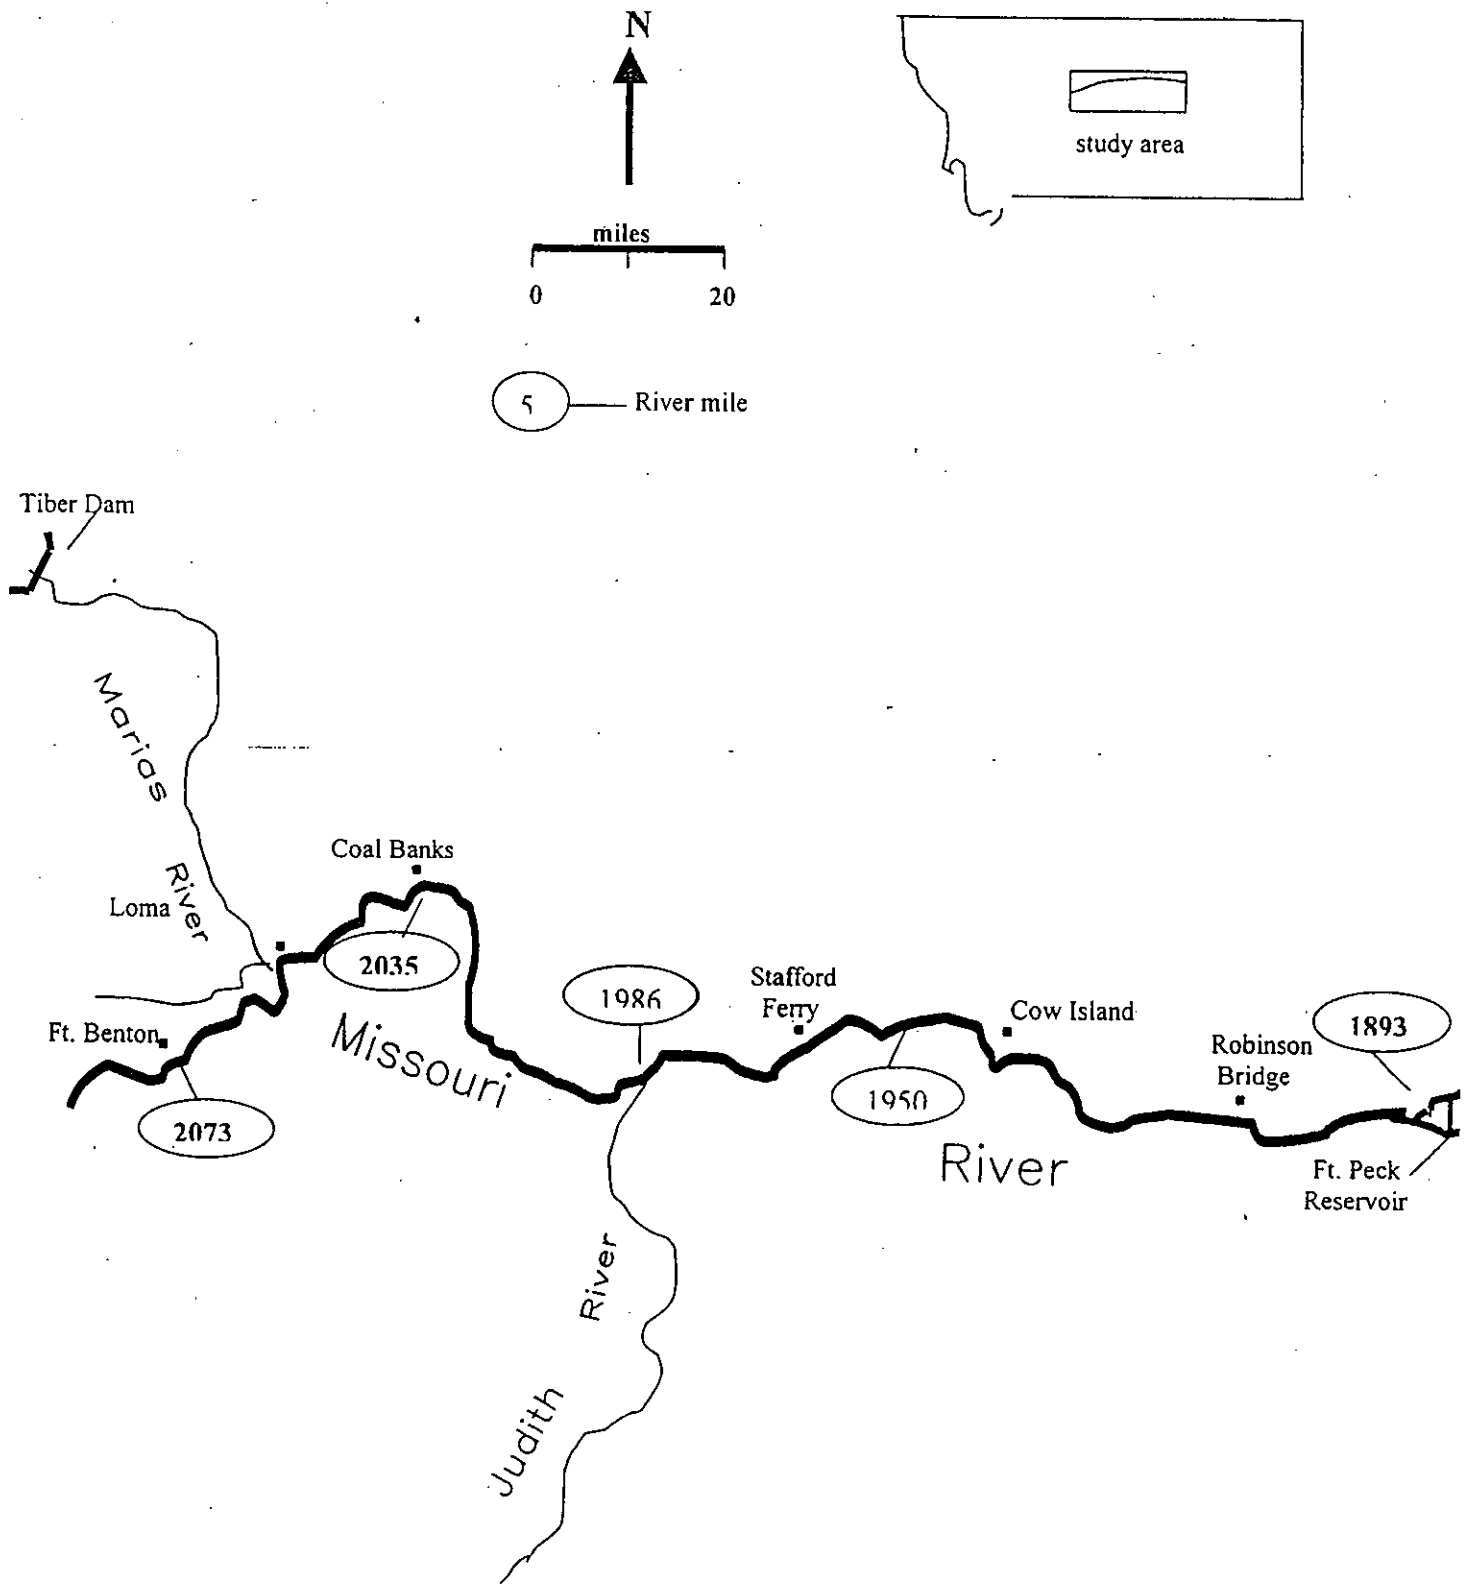 N
study area
miles
0 20
5 River mile
Tiber Dam
Marias
River
Coal Banks
Loma
2035
Ft. Benton
2073
Missouri
1986
Stafford
Ferry
1950
Cow Island
River
Robinson
Bridge
1893
Ft. Peck
Reservoir
River
Judith